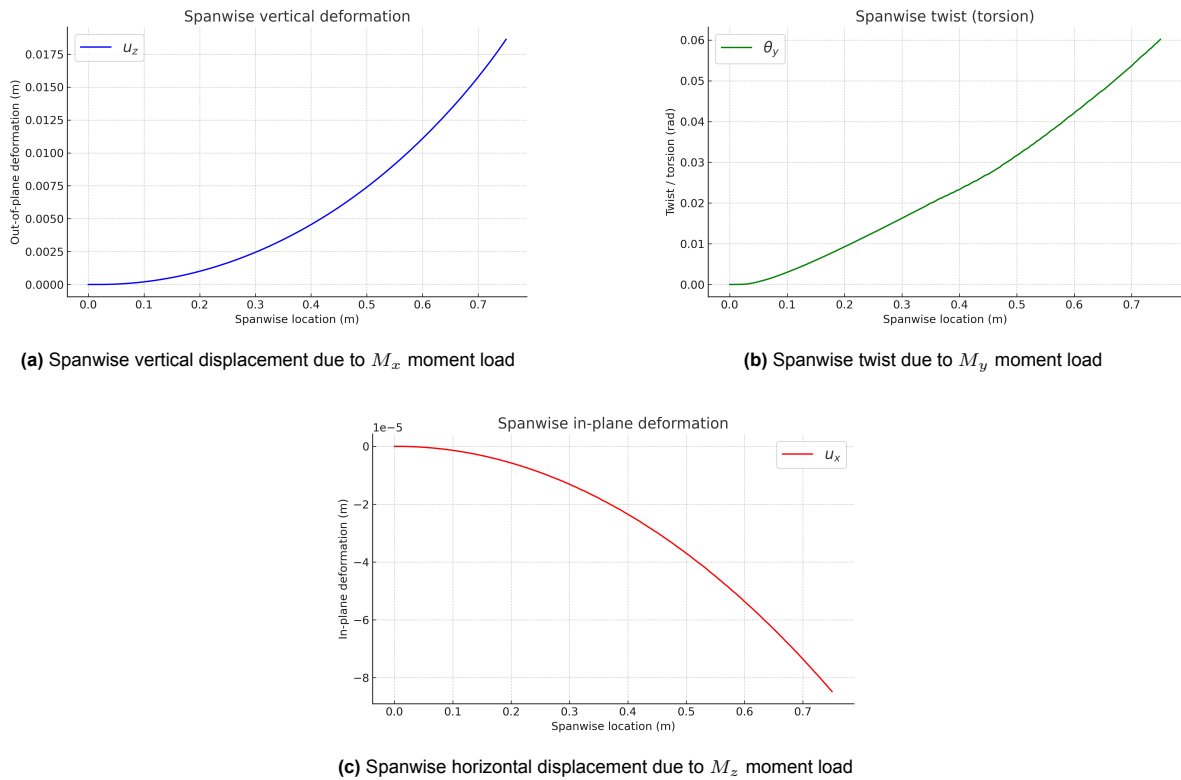 Spanwise vertical deformation
u_z
Out-of-plane deformation (m)
0.0175
0.0150
0.0125
0.0100
0.0075
0.0050
0.0025
0.0000
0.0 0.1 0.2 0.3 0.4 0.5 0.6 0.7
Spanwise location (m)
(a) Spanwise vertical displacement due to M_x moment load
Spanwise twist (torsion)
θ_y
Twist / torsion (rad)
0.06
0.05
0.04
0.03
0.02
0.01
0.00
0.0 0.1 0.2 0.3 0.4 0.5 0.6 0.7
Spanwise location (m)
(b) Spanwise twist due to M_y moment load
Spanwise in-plane deformation
1e−5
u_x
In-plane deformation (m)
0
−2
−4
−6
−8
0.0 0.1 0.2 0.3 0.4 0.5 0.6 0.7
Spanwise location (m)
(c) Spanwise horizontal displacement due to M_z moment load